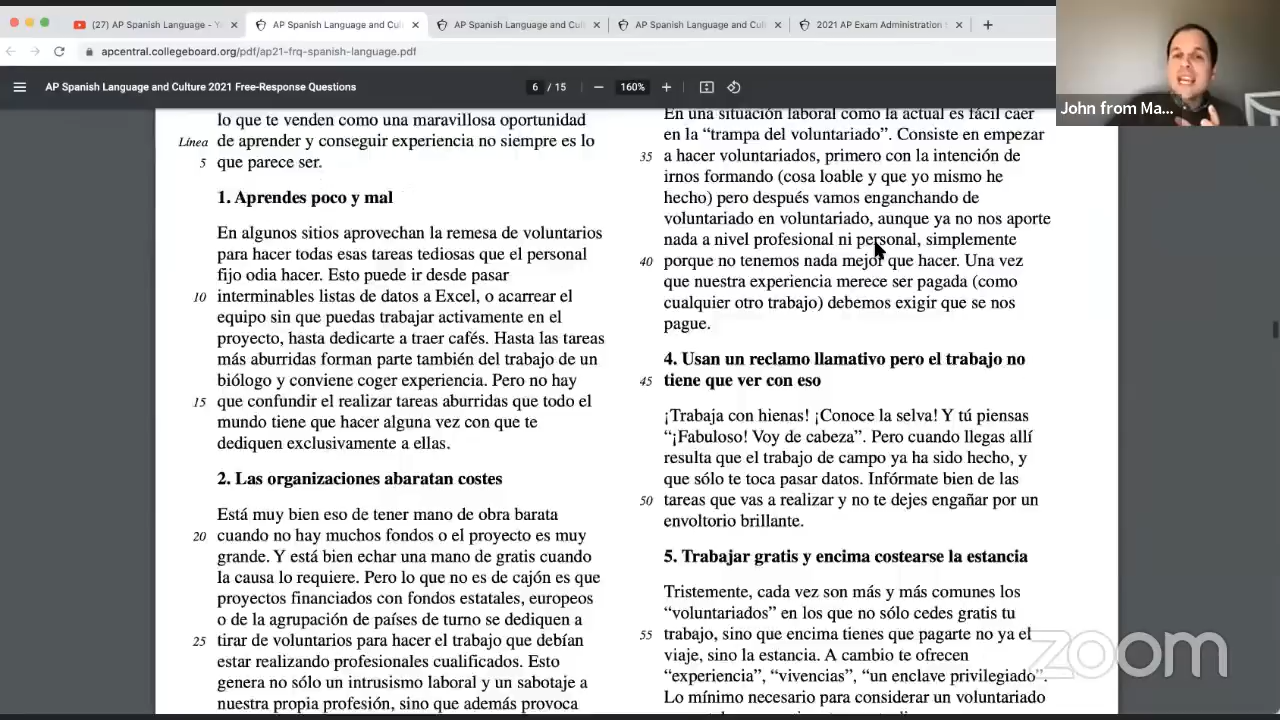 (27) AP Spanish Language - Y
AP Spanish Language and Cult
AP Spanish Language and Cul
AP Spanish Language and Cul
2021 AP Exam Administration
apcentral.collegeboard.org/pdf/ap21-frq-spanish-language.pdf
AP Spanish Language and Culture 2021 Free-Response Questions
6 / 15
160%
John from Ma...
lo que te venden como una maravillosa oportunidad
Línea de aprender y conseguir experiencia no siempre es lo
5 que parece ser.
1. Aprendes poco y mal
En algunos sitios aprovechan la remesa de voluntarios
para hacer todas esas tareas tediosas que el personal
fijo odia hacer. Esto puede ir desde pasar
10 interminables listas de datos a Excel, o acarrear el
equipo sin que puedas trabajar activamente en el
proyecto, hasta dedicarte a traer cafés. Hasta las tareas
más aburridas forman parte también del trabajo de un
biólogo y conviene coger experiencia. Pero no hay
15 que confundir el realizar tareas aburridas que todo el
mundo tiene que hacer alguna vez con que te
dediquen exclusivamente a ellas.
2. Las organizaciones abaratan costes
Está muy bien eso de tener mano de obra barata
20 cuando no hay muchos fondos o el proyecto es muy
grande. Y está bien echar una mano de gratis cuando
la causa lo requiere. Pero lo que no es de cajón es que
proyectos financiados con fondos estatales, europeos
o de la agrupación de países de turno se dediquen a
25 tirar de voluntarios para hacer el trabajo que debían
estar realizando profesionales cualificados. Esto
genera no sólo un intrusismo laboral y un sabotaje a
nuestra propia profesión, sino que además provoca
En una situación laboral como la actual es fácil caer
en la “trampa del voluntariado”. Consiste en empezar
35 a hacer voluntariados, primero con la intención de
irnos formando (cosa loable y que yo mismo he
hecho) pero después vamos enganchando de
voluntariado en voluntariado, aunque ya no nos aporte
nada a nivel profesional ni personal, simplemente
40 porque no tenemos nada mejor que hacer. Una vez
que nuestra experiencia merece ser pagada (como
cualquier otro trabajo) debemos exigir que se nos
pague.
4. Usan un reclamo llamativo pero el trabajo no
45 tiene que ver con eso
¡Trabaja con hienas! ¡Conoce la selva! Y tú piensas
“¡Fabuloso! Voy de cabeza”. Pero cuando llegas allí
resulta que el trabajo de campo ya ha sido hecho, y
que sólo te toca pasar datos. Infórmate bien de las
50 tareas que vas a realizar y no te dejes engañar por un
envoltorio brillante.
5. Trabajar gratis y encima costearse la estancia
Tristemente, cada vez son más y más comunes los
“voluntariados” en los que no sólo cedes gratis tu
55 trabajo, sino que encima tienes que pagarte no ya el
viaje, sino la estancia. A cambio te ofrecen
“experiencia”, “vivencias”, “un enclave privilegiado”.
Lo mínimo necesario para considerar un voluntariado
zoom